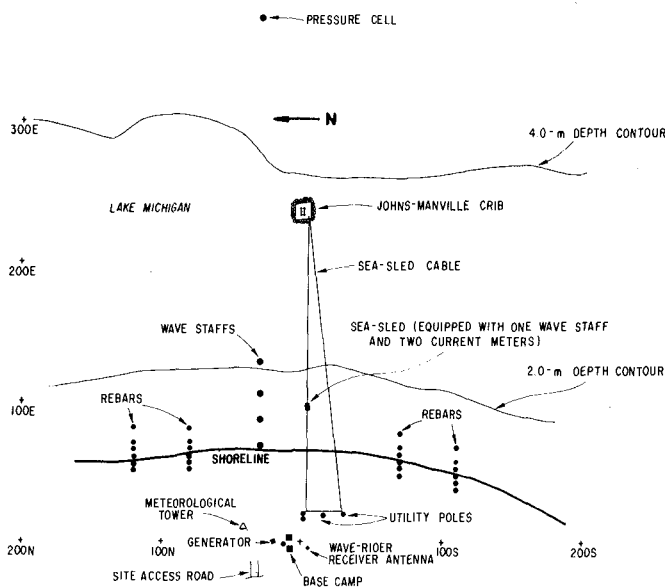 PRESSURE CELL
300E
N
4.0-m DEPTH CONTOUR
LAKE MICHIGAN
JOHNS-MANVILLE CRIB
200E
SEA-SLED CABLE
WAVE STAFFS
SEA-SLED (EQUIPPED WITH ONE WAVE STAFF
AND TWO CURRENT METERS)
2.0-m DEPTH CONTOUR
100E
REBARS
REBARS
SHORELINE
METEOROLOGICAL
TOWER
UTILITY POLES
200N
100N
GENERATOR
WAVE-RIDER
RECEIVER ANTENNA
100S
200S
SITE ACCESS ROAD
BASE CAMP